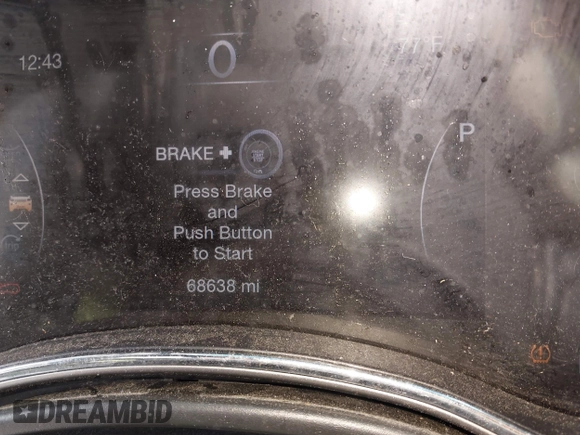 12:43
0
F
BRAKE +
P
Press Brake
and
Push Button
to Start
68638 mi
DREAMBID